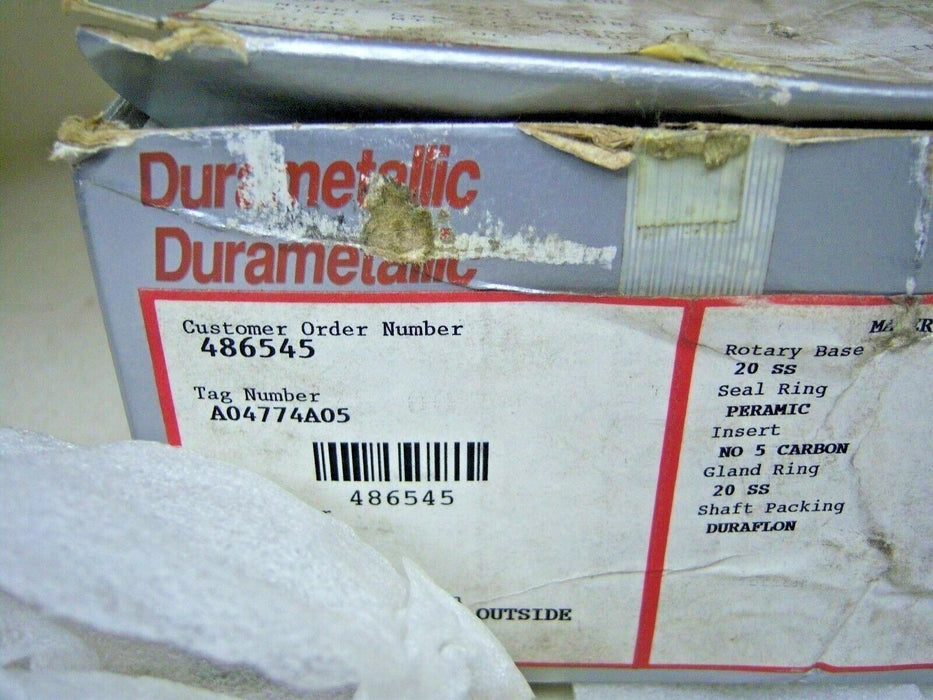 Durametallic
Durametallic
Customer Order Number
486545
Tag Number
A04774A05
486545
OUTSIDE
Rotary Base
20 SS
Seal Ring
PERAMIC
Insert
NO 5 CARBON
Gland Ring
20 SS
Shaft Packing
DURAFLON